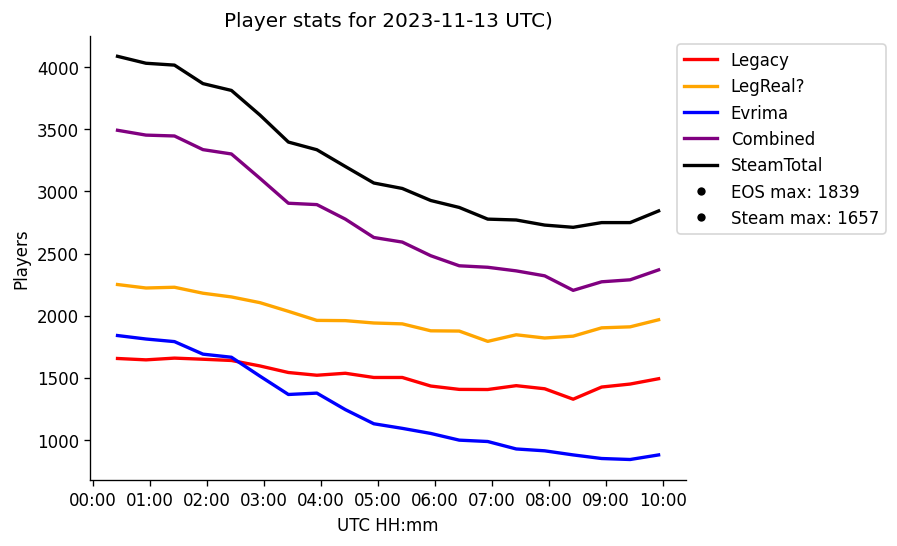 Player stats for 2023-11-13 UTC)
Legacy
LegReal?
Evrima
Combined
SteamTotal
EOS max: 1839
Steam max: 1657
Players
4000
3500
3000
2500
2000
1500
1000
00:00 01:00 02:00 03:00 04:00 05:00 06:00 07:00 08:00 09:00 10:00
UTC HH:mm